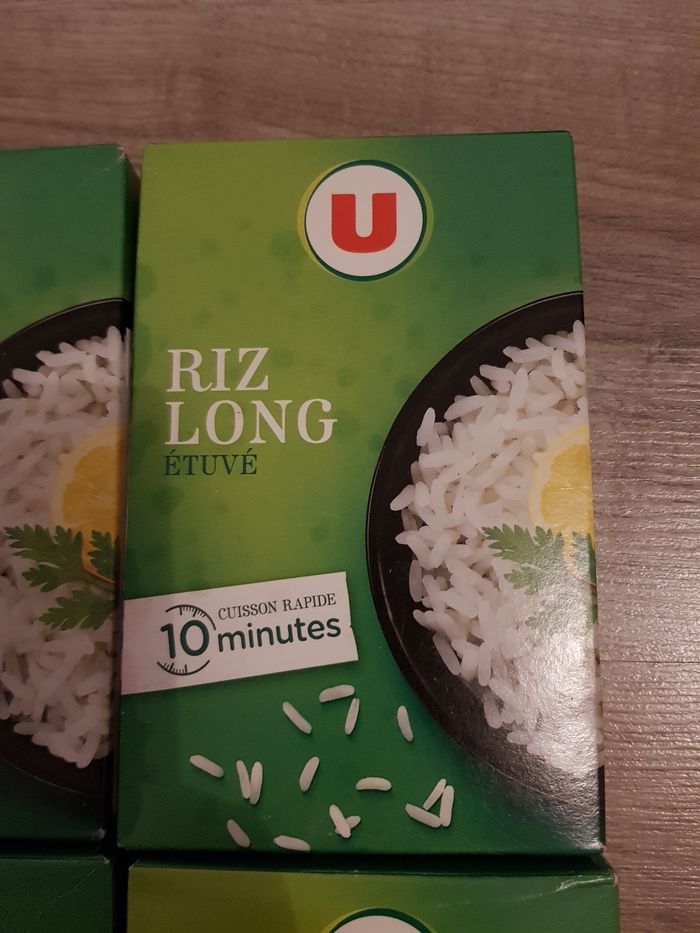 U
RIZ
LONG
ÉTUVÉ
CUISSON RAPIDE
10 minutes